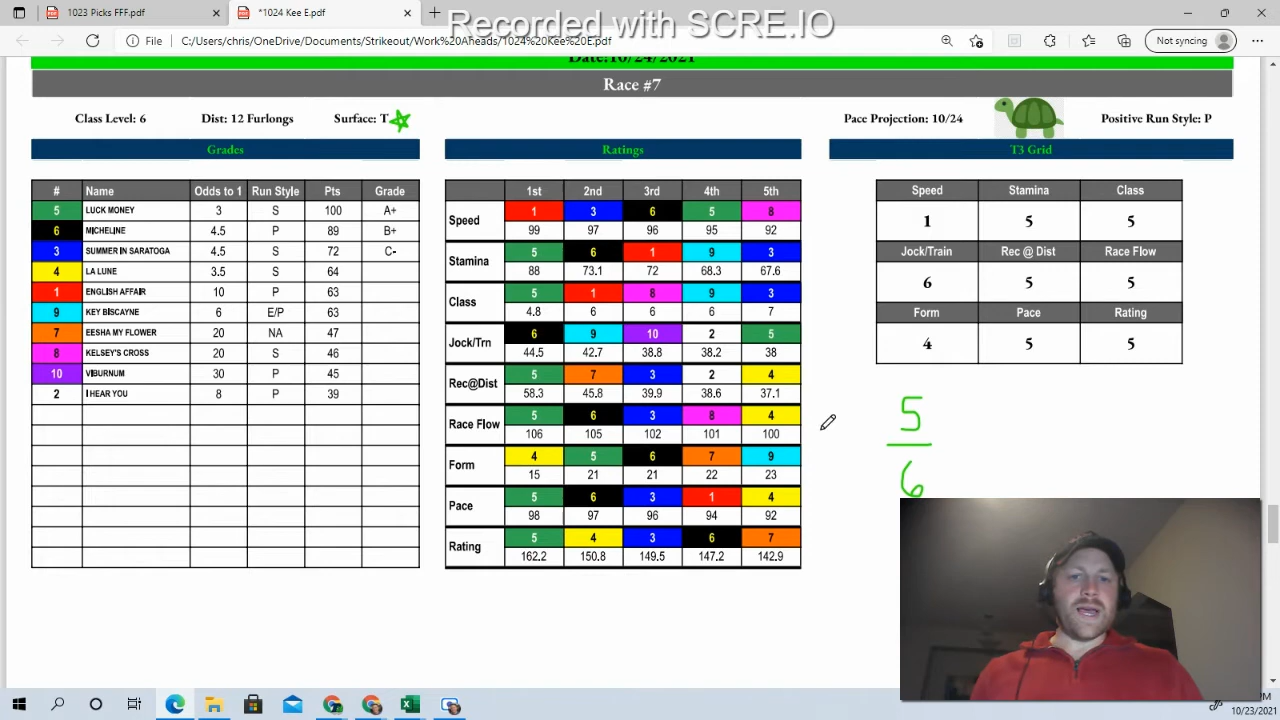 1023 Picks FFF.pdf
*1024 Kee E.pdf
Recorded with SCRE.IO
File C:/Users/chris/OneDrive/Documents/Strikeout/Work%20Aheads/1024%20Kee%20E.pdf Not syncing
Date:10/24/2021
Race #7
Class Level: 6 Dist: 12 Furlongs Surface: T Pace Projection: 10/24 Positive Run Style: P
Grades
# Name Odds to 1 Run Style Pts Grade
5 LUCK MONEY 3 S 100 A+
6 MICHELINE 4.5 P 89 B+
3 SUMMER IN SARATOGA 4.5 S 72 C-
4 LA LUNE 3.5 S 64
1 ENGLISH AFFAIR 10 P 63
9 KEY BISCAYNE 6 E/P 63
7 EESHA MY FLOWER 20 NA 47
8 KELSEY'S CROSS 20 S 46
10 VIBURNUM 30 P 45
2 I HEAR YOU 8 P 39
Ratings
1st 2nd 3rd 4th 5th
Speed 1 3 6 5 8
99 97 96 95 92
Stamina 5 6 1 9 3
88 73.1 72 68.3 67.6
Class 5 1 8 9 3
4.8 6 6 6 7
Jock/Trn 6 9 10 2 5
44.5 42.7 38.8 38.2 38
Rec@Dist 5 7 3 2 4
58.3 45.8 39.9 38.6 37.1
Race Flow 5 6 3 8 4
106 105 102 101 100
Form 4 5 6 7 9
15 21 21 22 23
Pace 5 6 3 1 4
98 97 96 94 92
Rating 5 4 3 6 7
162.2 150.8 149.5 147.2 142.9
T3 Grid
Speed Stamina Class
1 5 5
Jock/Train Rec @ Dist Race Flow
6 5 5
Form Pace Rating
4 5 5
5
6
10/23/2021